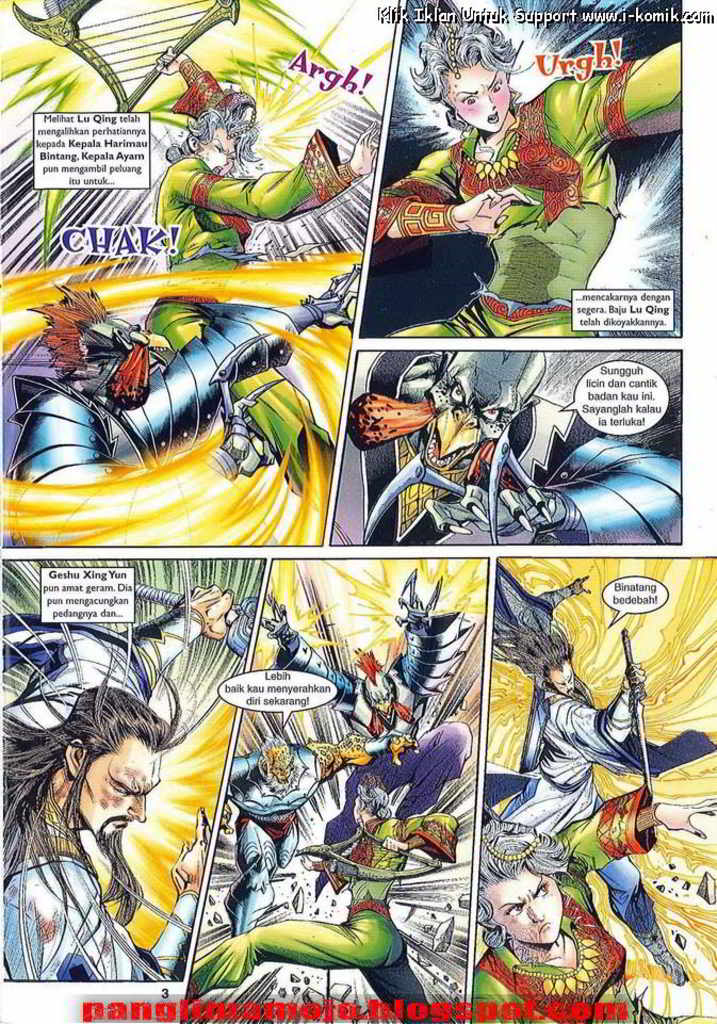 Klik Iklan Untuk Support www.i-komik.com
Argh!
Melihat Lu Qing telah
mengalihkan perhatiannya
kepada Kepala Harimau
Bintang, Kepala Ayam
pun mengambil peluang
itu untuk...
CHAK!
Urgh!
...mencakarnya dengan
segera. Baju Lu Qing
telah dikoyakkannya.
Sungguh
licin dan cantik
badan kau ini.
Sayanglah kalau
ia terluka!
Geshu Xing Yun
pun amat geram. Dia
pun mengacungkan
pedangnya dan...
Lebih
baik kau menyerahkan
diri sekarang!
Binatang
bedebah!
3
panglimamojo.blogspot.com